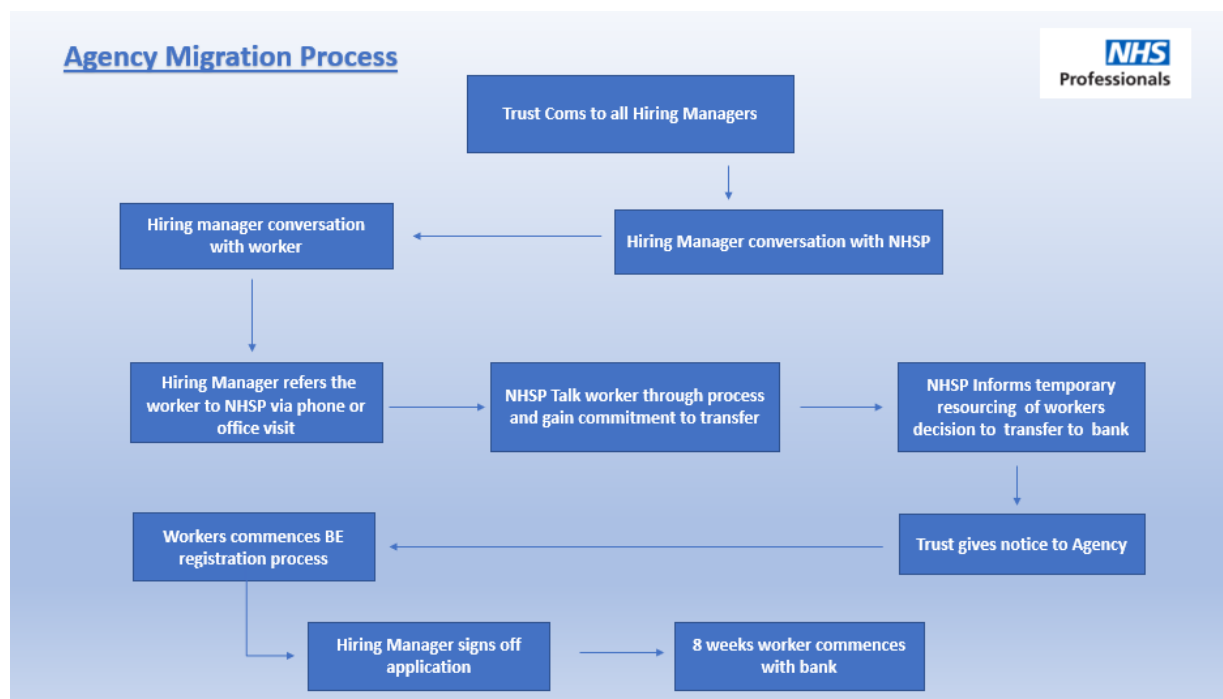 Agency Migration Process
NHS
Professionals
Trust Coms to all Hiring Managers
Hiring Manager conversation with NHSP
Hiring manager conversation
with worker
Hiring Manager refers the
worker to NHSP via phone or
office visit
NHSP Talk worker through process
and gain commitment to transfer
NHSP Informs temporary
resourcing of workers
decision to transfer to bank
Trust gives notice to Agency
Workers commences BE
registration process
Hiring Manager signs off
application
8 weeks worker commences
with bank